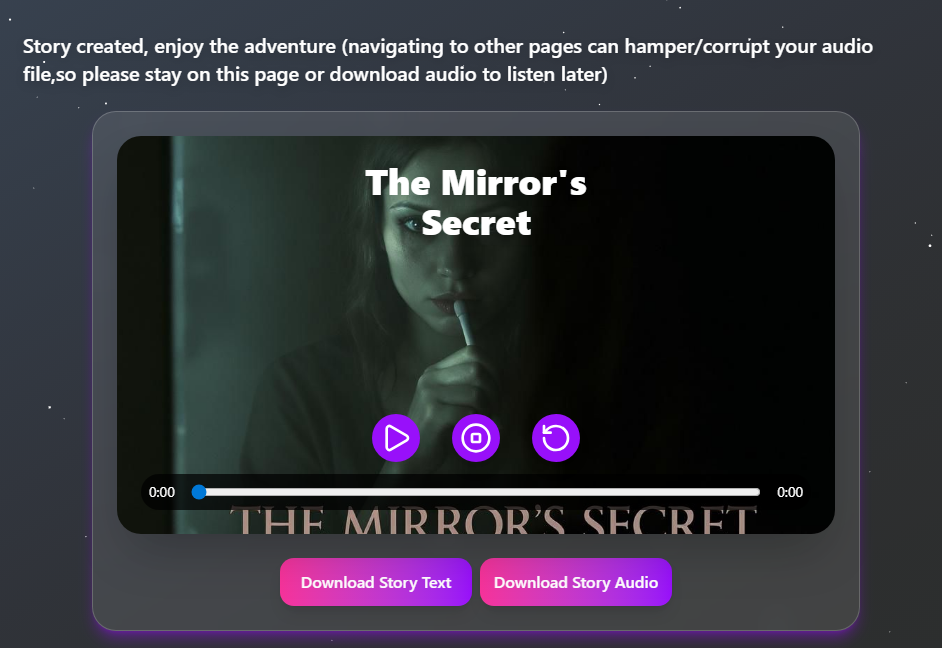 Story created, enjoy the adventure (navigating to other pages can hamper/corrupt your audio
file,so please stay on this page or download audio to listen later)
The Mirror's
Secret
0:00
0:00
THE MIRROR'S SECRET
Download Story Text
Download Story Audio